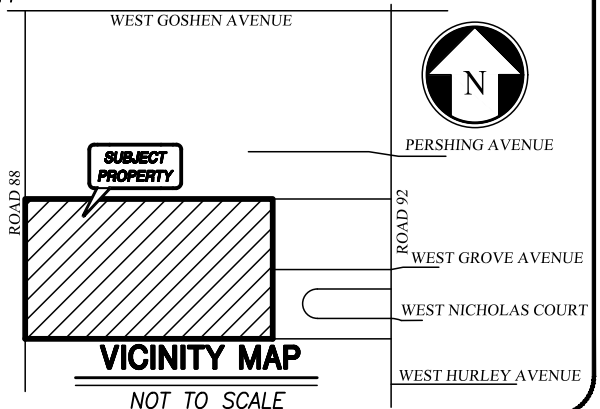 WEST GOSHEN AVENUE
N
PERSHING AVENUE
SUBJECT
PROPERTY
ROAD 88
ROAD 92
WEST GROVE AVENUE
WEST NICHOLAS COURT
VICINITY MAP
WEST HURLEY AVENUE
NOT TO SCALE